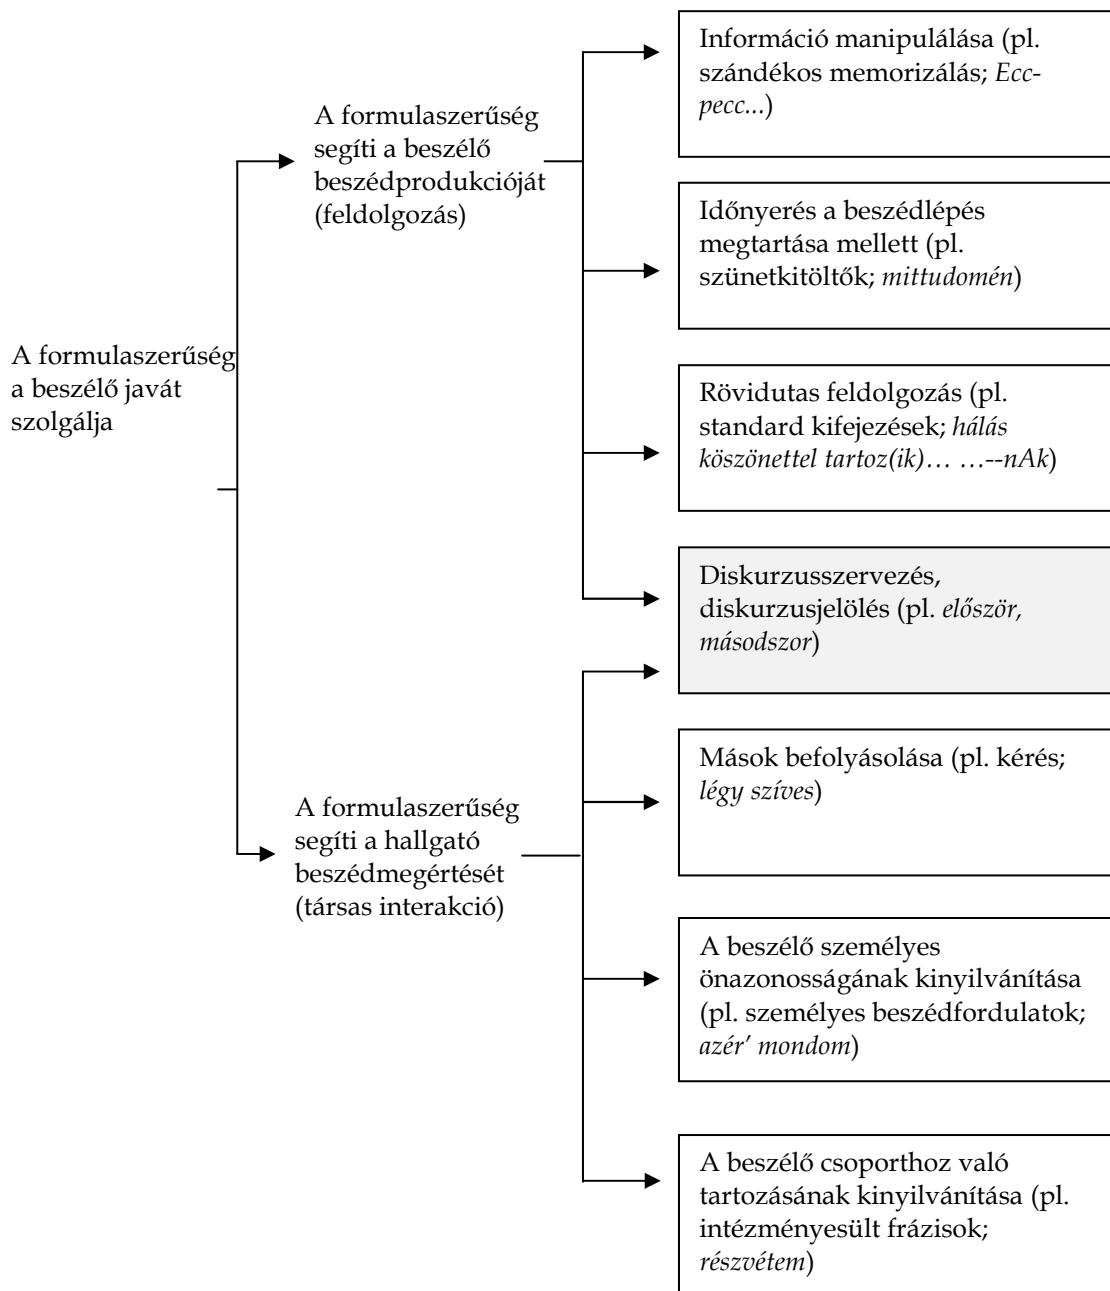 A formulaszerűség
a beszélő javát
szolgálja
A formulaszerűség
segíti a beszélő
beszédprodukcióját
(feldolgozás)
Információ manipulálása (pl.
szándékos memorizálás; Ecc-
pecc...)
Időnyerés a beszédlépés
megtartása mellett (pl.
szünetkitöltők; mittudomén)
Rövidutas feldolgozás (pl.
standard kifejezések; hálás
köszönettel tartoz(ik)… …--nAk)
Diskurzusszervezés,
diskurzusjelölés (pl. először,
másodszor)
A formulaszerűség
segíti a hallgató
beszédmegértését
(társas interakció)
Mások befolyásolása (pl. kérés;
légy szíves)
A beszélő személyes
önazonosságának kinyilvánítása
(pl. személyes beszédfordulatok;
azér’ mondom)
A beszélő csoporthoz való
tartozásának kinyilvánítása (pl.
intézményesült frázisok;
részvétem)